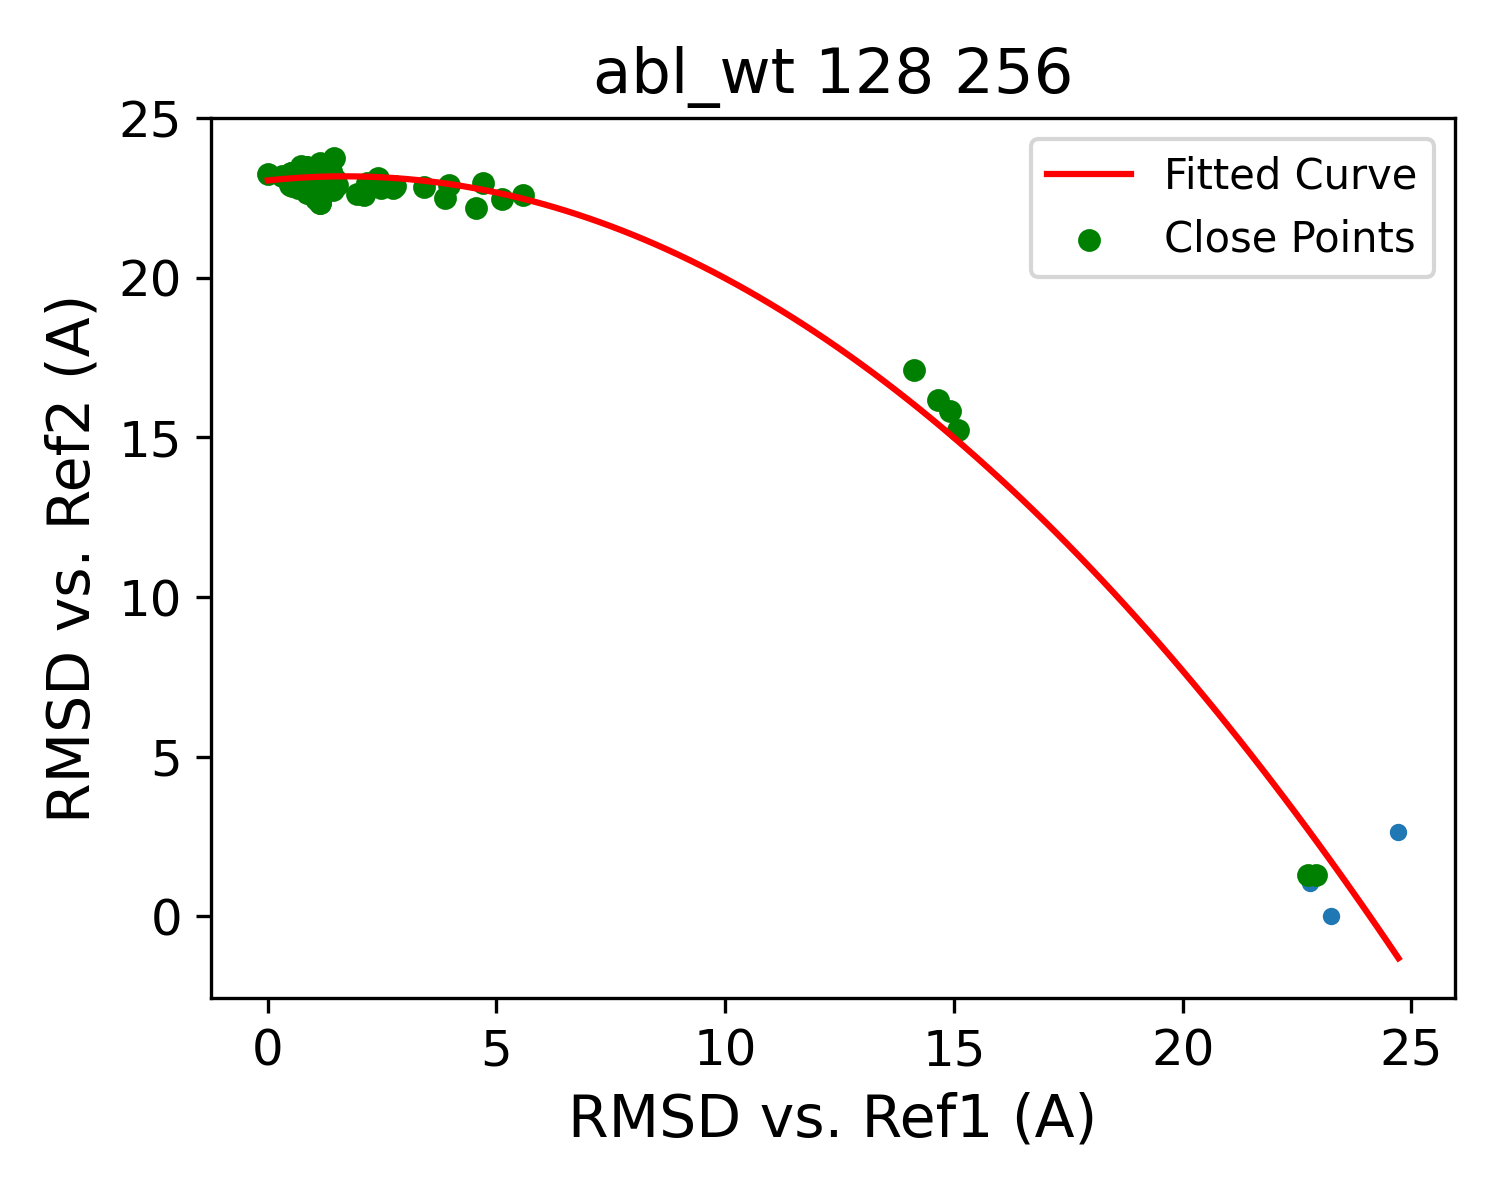 abl_wt 128 256
Fitted Curve
Close Points
RMSD vs. Ref2 (A)
25
20
15
10
5
0
0 5 10 15 20 25
RMSD vs. Ref1 (A)